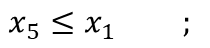 x₅ ≤ x₁ ;